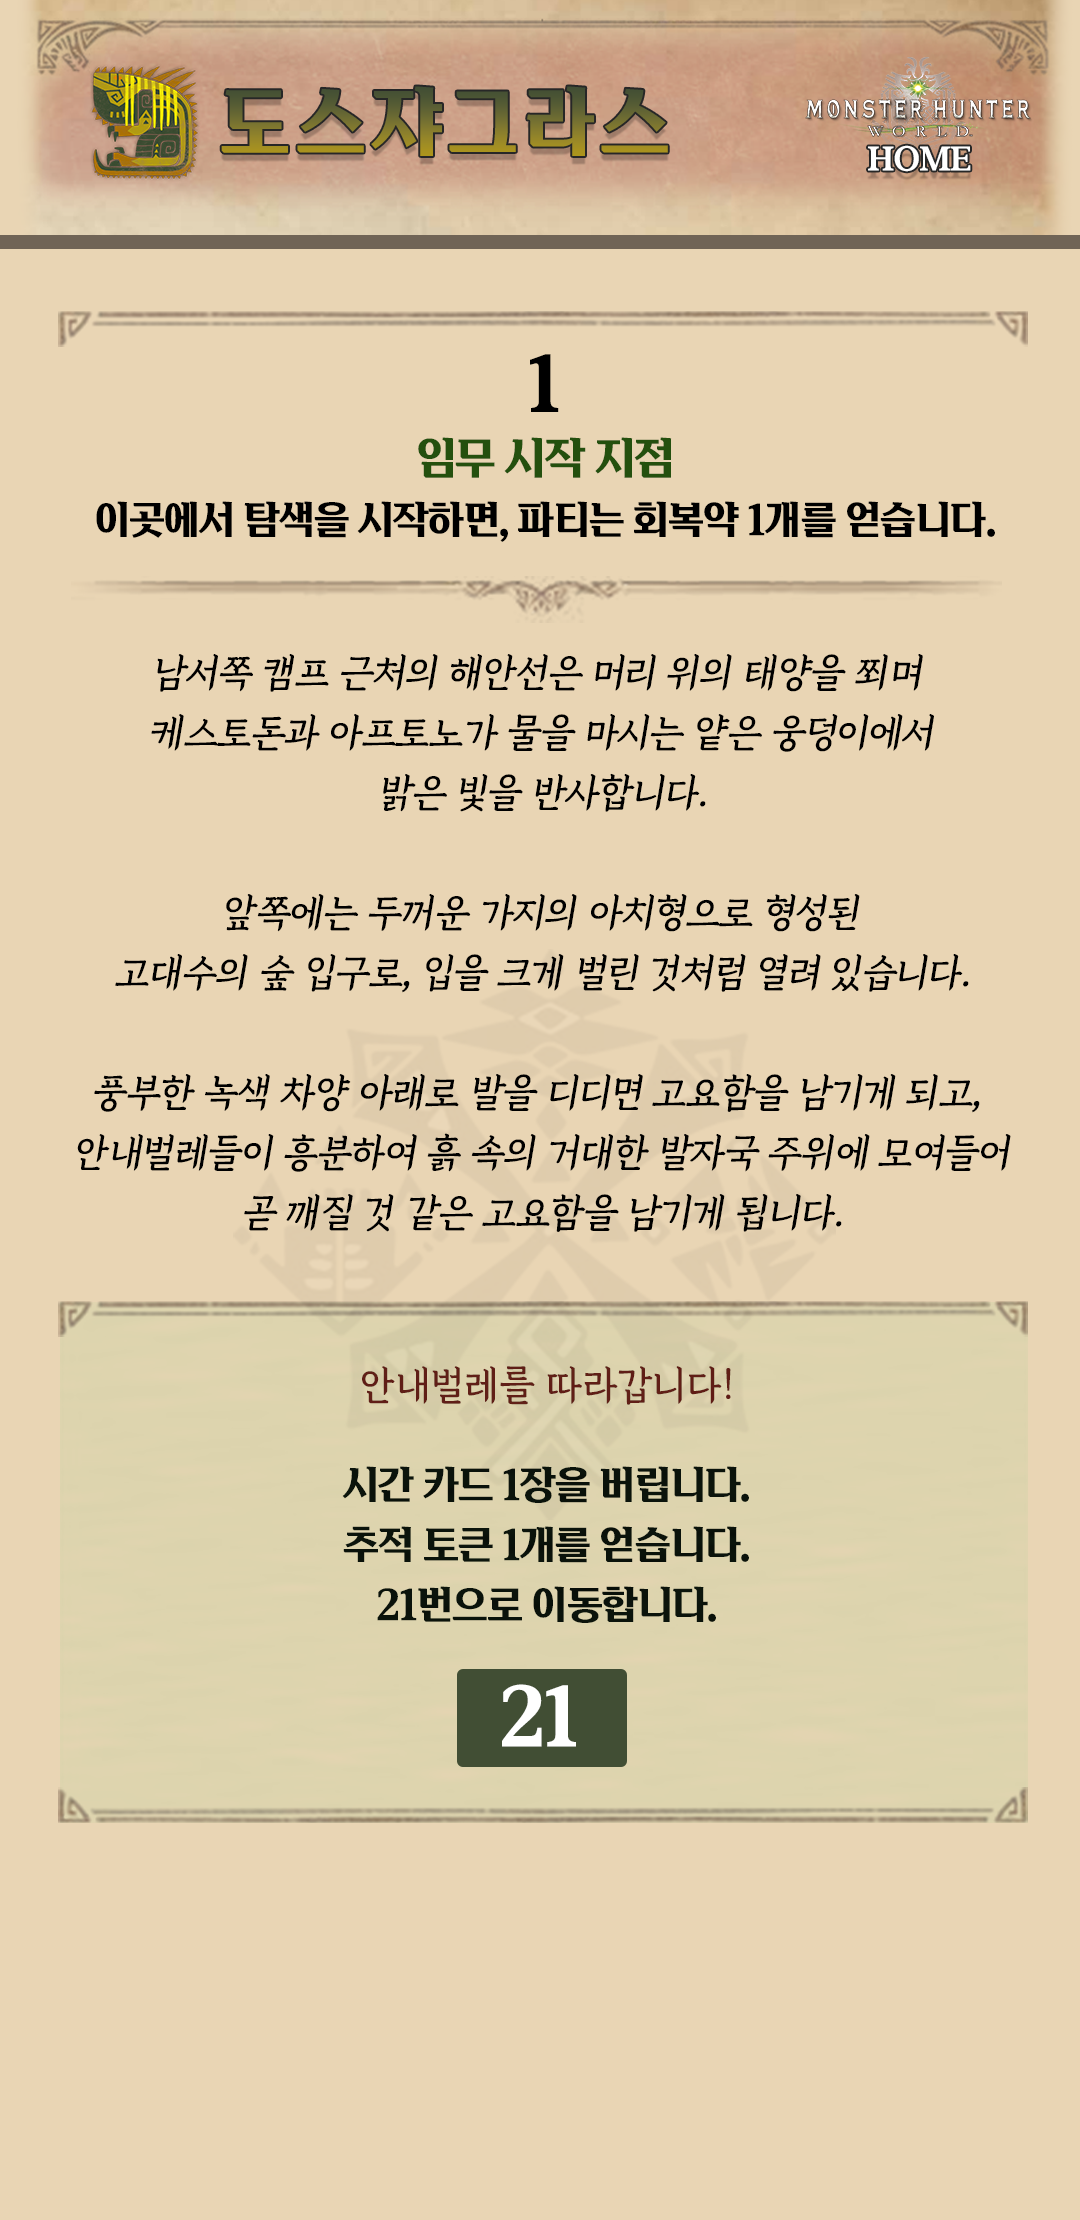 도스쟈그라스
MONSTER HUNTER
WORLD
HOME
1
임무 시작 지점
이곳에서 탐색을 시작하면, 파티는 회복약 1개를 얻습니다.
남서쪽 캠프 근처의 해안선은 머리 위의 태양을 쬐며
케스토돈과 아프토노가 물을 마시는 얕은 웅덩이에서
밝은 빛을 반사합니다.
앞쪽에는 두꺼운 가지의 아치형으로 형성된
고대수의 숲 입구로, 입을 크게 벌린 것처럼 열려 있습니다.
풍부한 녹색 차양 아래로 발을 디디면 고요함을 남기게 되고,
안내벌레들이 흥분하여 흙 속의 거대한 발자국 주위에 모여들어
곧 깨질 것 같은 고요함을 남기게 됩니다.
안내벌레를 따라갑니다!
시간 카드 1장을 버립니다.
추적 토큰 1개를 얻습니다.
21번으로 이동합니다.
21